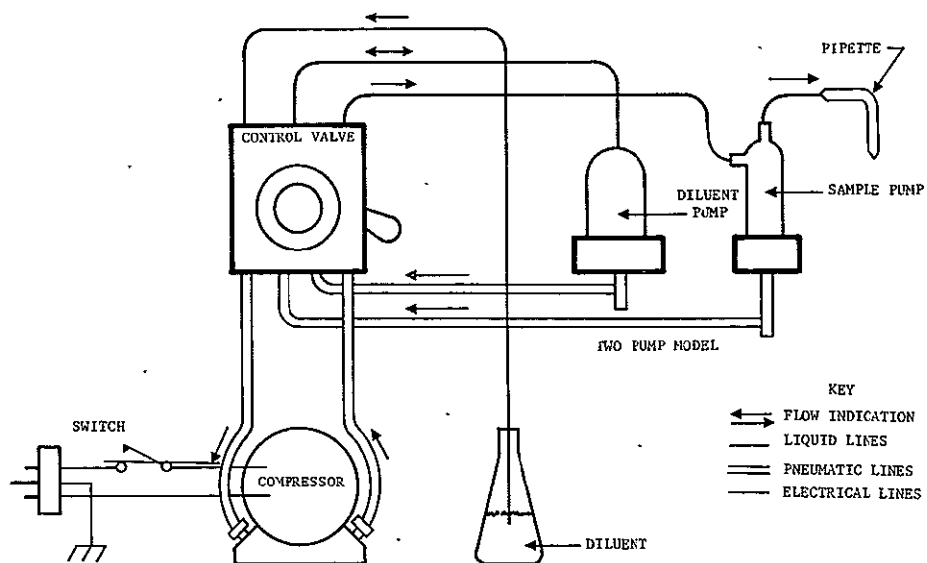 PIPETTE
CONTROL VALVE
DILUENT
PUMP
SAMPLE PUMP
TWO PUMP MODEL
KEY
FLOW INDICATION
LIQUID LINES
PNEUMATIC LINES
ELECTRICAL LINES
SWITCH
COMPRESSOR
DILUENT